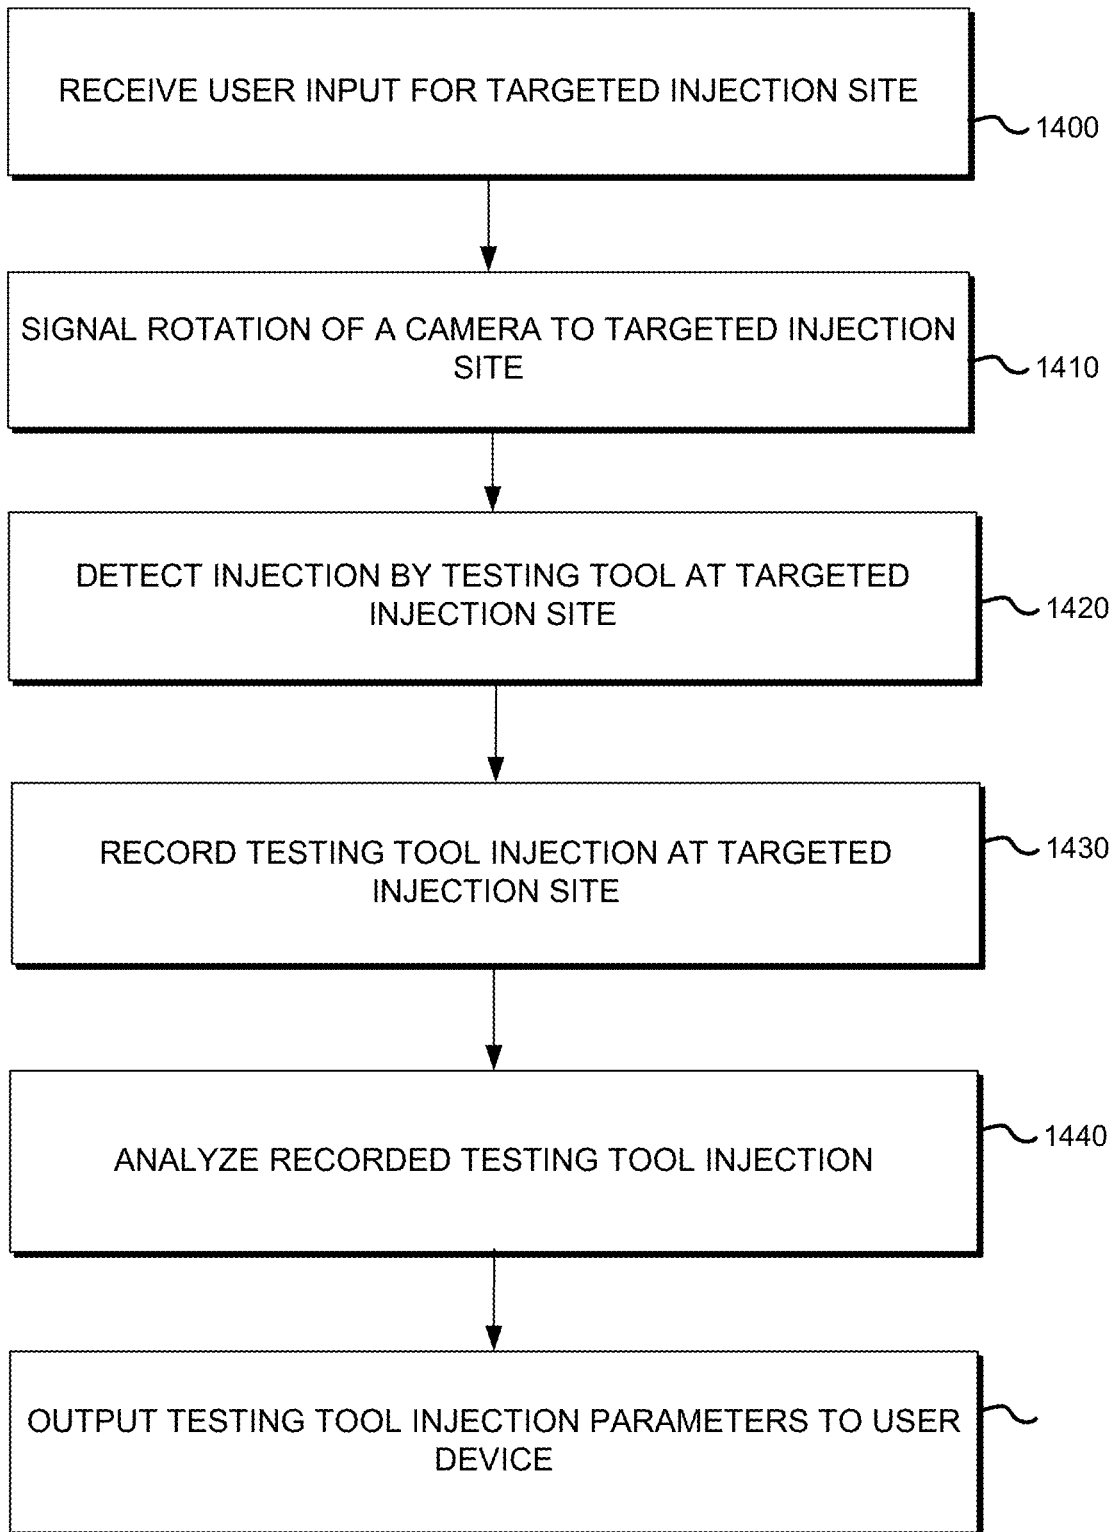 RECEIVE USER INPUT FOR TARGETED INJECTION SITE
1400
SIGNAL ROTATION OF A CAMERA TO TARGETED INJECTION
SITE
1410
DETECT INJECTION BY TESTING TOOL AT TARGETED
INJECTION SITE
1420
RECORD TESTING TOOL INJECTION AT TARGETED
INJECTION SITE
1430
ANALYZE RECORDED TESTING TOOL INJECTION
1440
OUTPUT TESTING TOOL INJECTION PARAMETERS TO USER
DEVICE